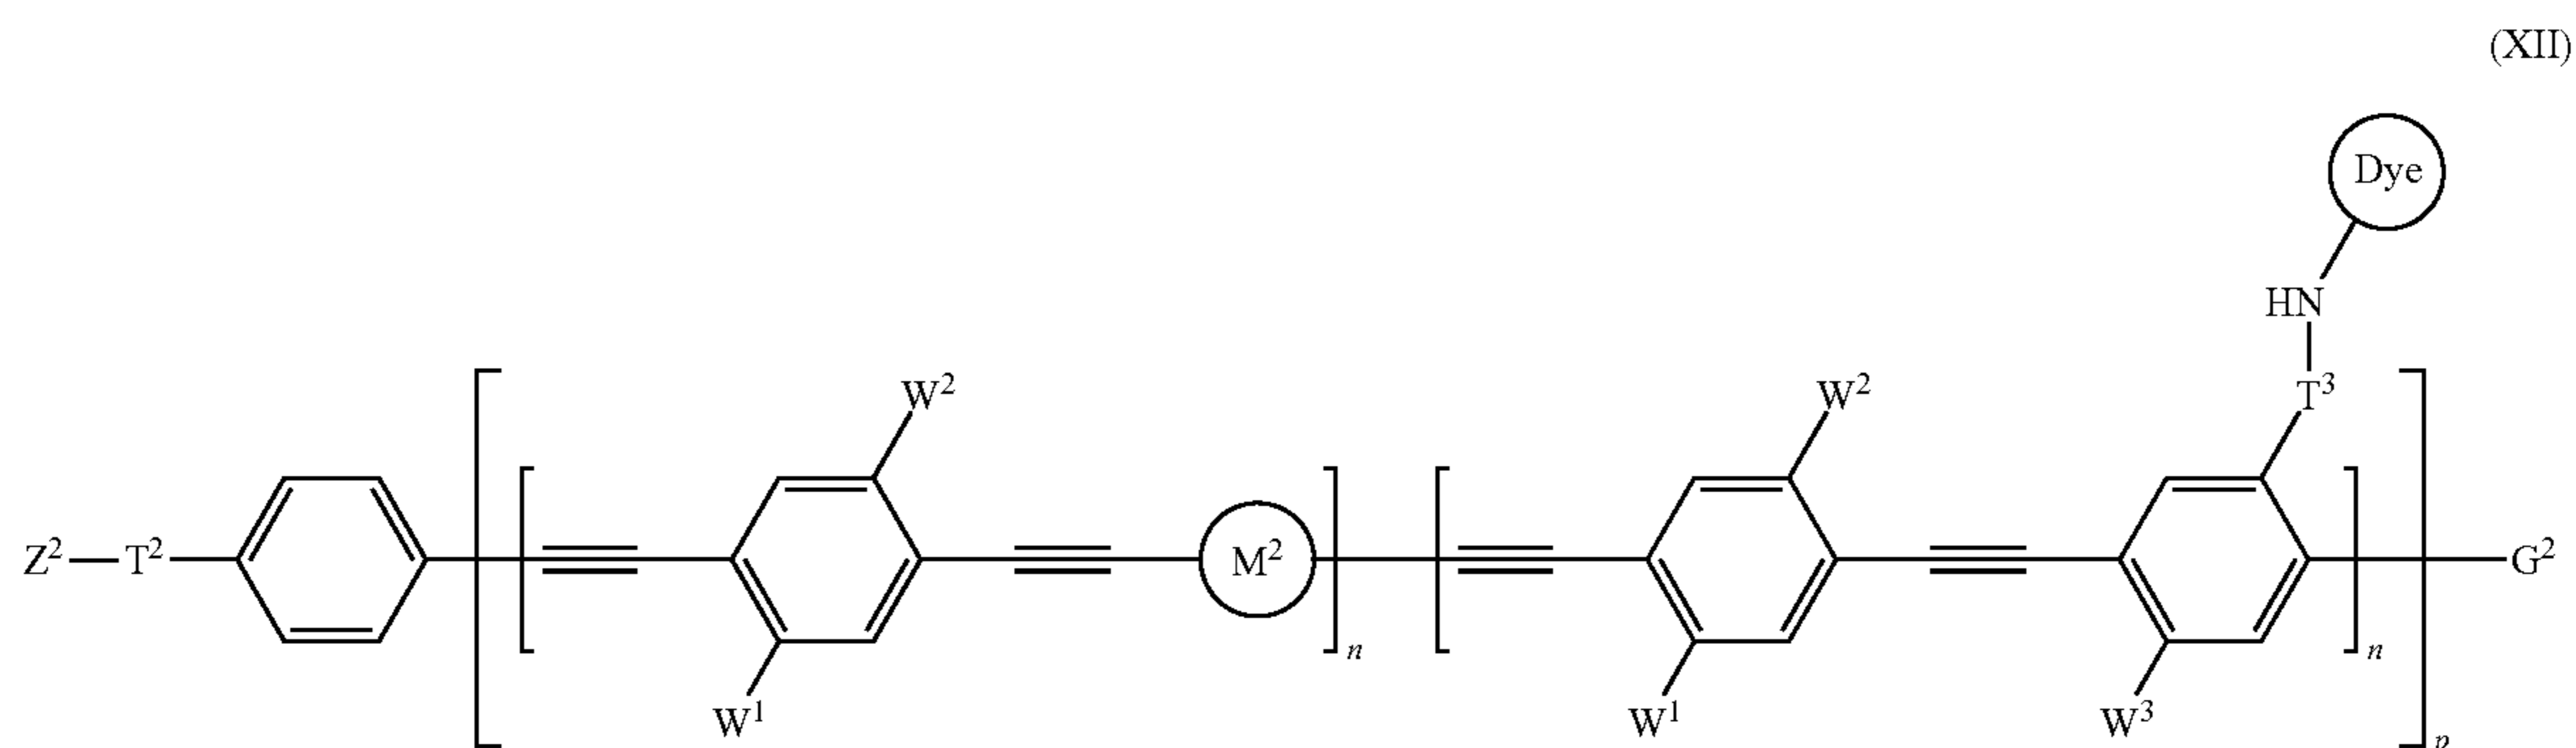 (XII)
Dye
HN
W² W² T³
Z² T² M² G²
n n
W¹ W¹ W³
p